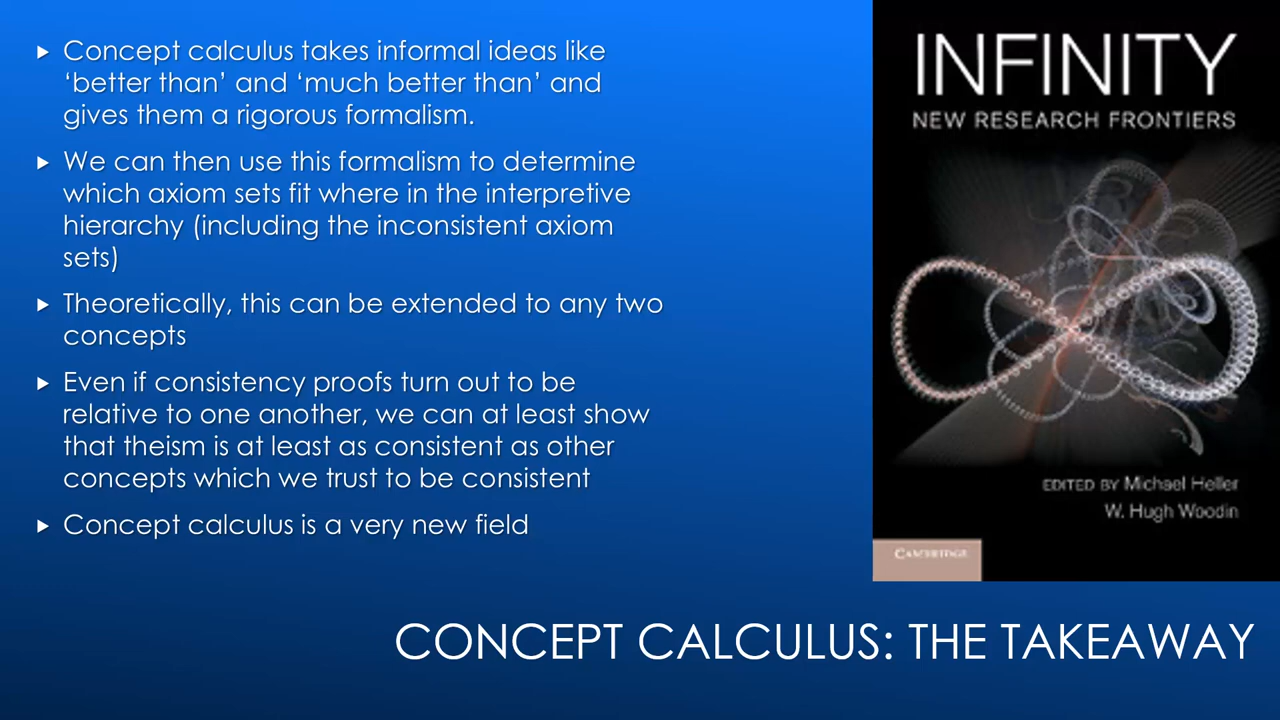 Concept calculus takes informal ideas like
‘better than’ and ‘much better than’ and
gives them a rigorous formalism.
We can then use this formalism to determine
which axiom sets fit where in the interpretive
hierarchy (including the inconsistent axiom
sets)
Theoretically, this can be extended to any two
concepts
Even if consistency proofs turn out to be
relative to one another, we can at least show
that theism is at least as consistent as other
concepts which we trust to be consistent
Concept calculus is a very new field
INFINITY
NEW RESEARCH FRONTIERS
EDITED BY Michael Heller
W. Hugh Woodin
CAMBRIDGE
CONCEPT CALCULUS: THE TAKEAWAY